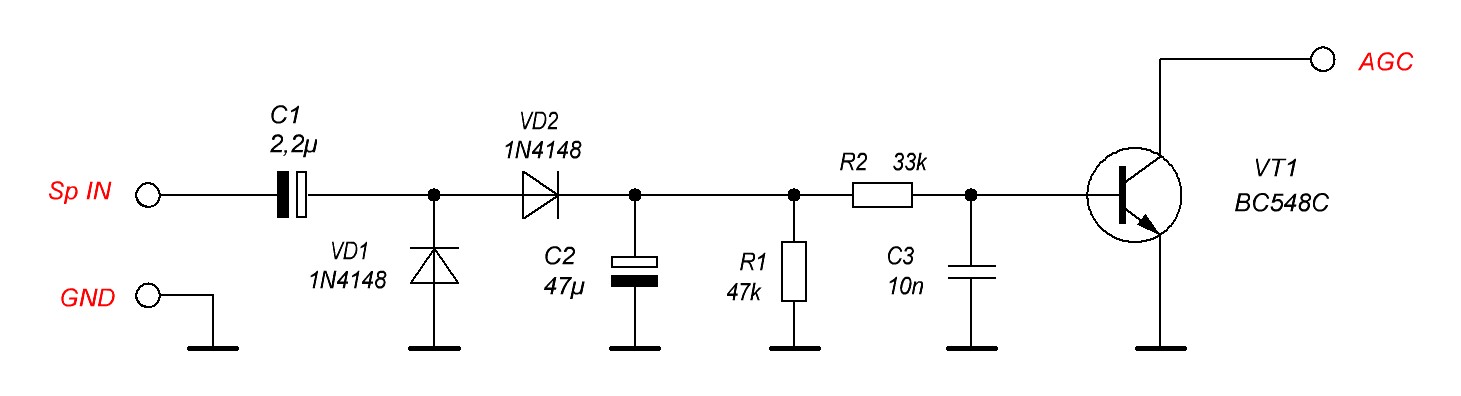 AGC
C1
2,2µ
VD2
1N4148
R2 33k
VT1
BC548C
Sp IN
VD1
1N4148
C2
47µ
R1
47k
C3
10n
GND